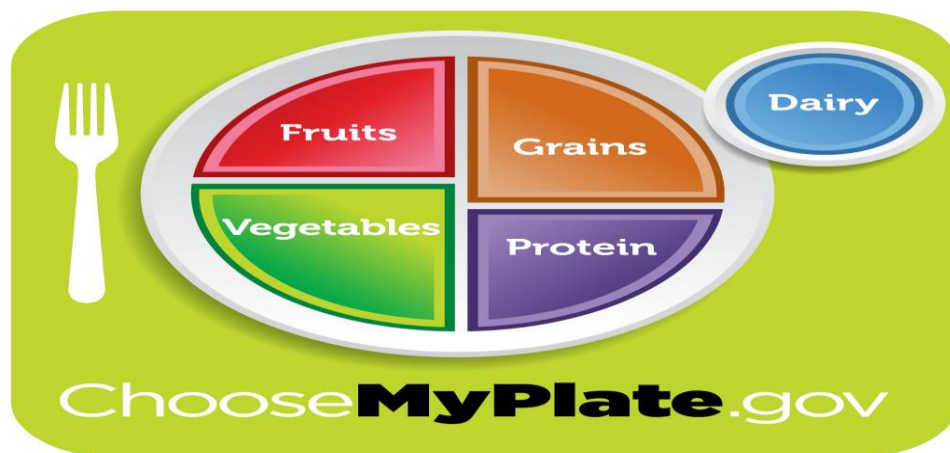 Fruits
Grains
Dairy
Vegetables
Protein
ChooseMyPlate.gov